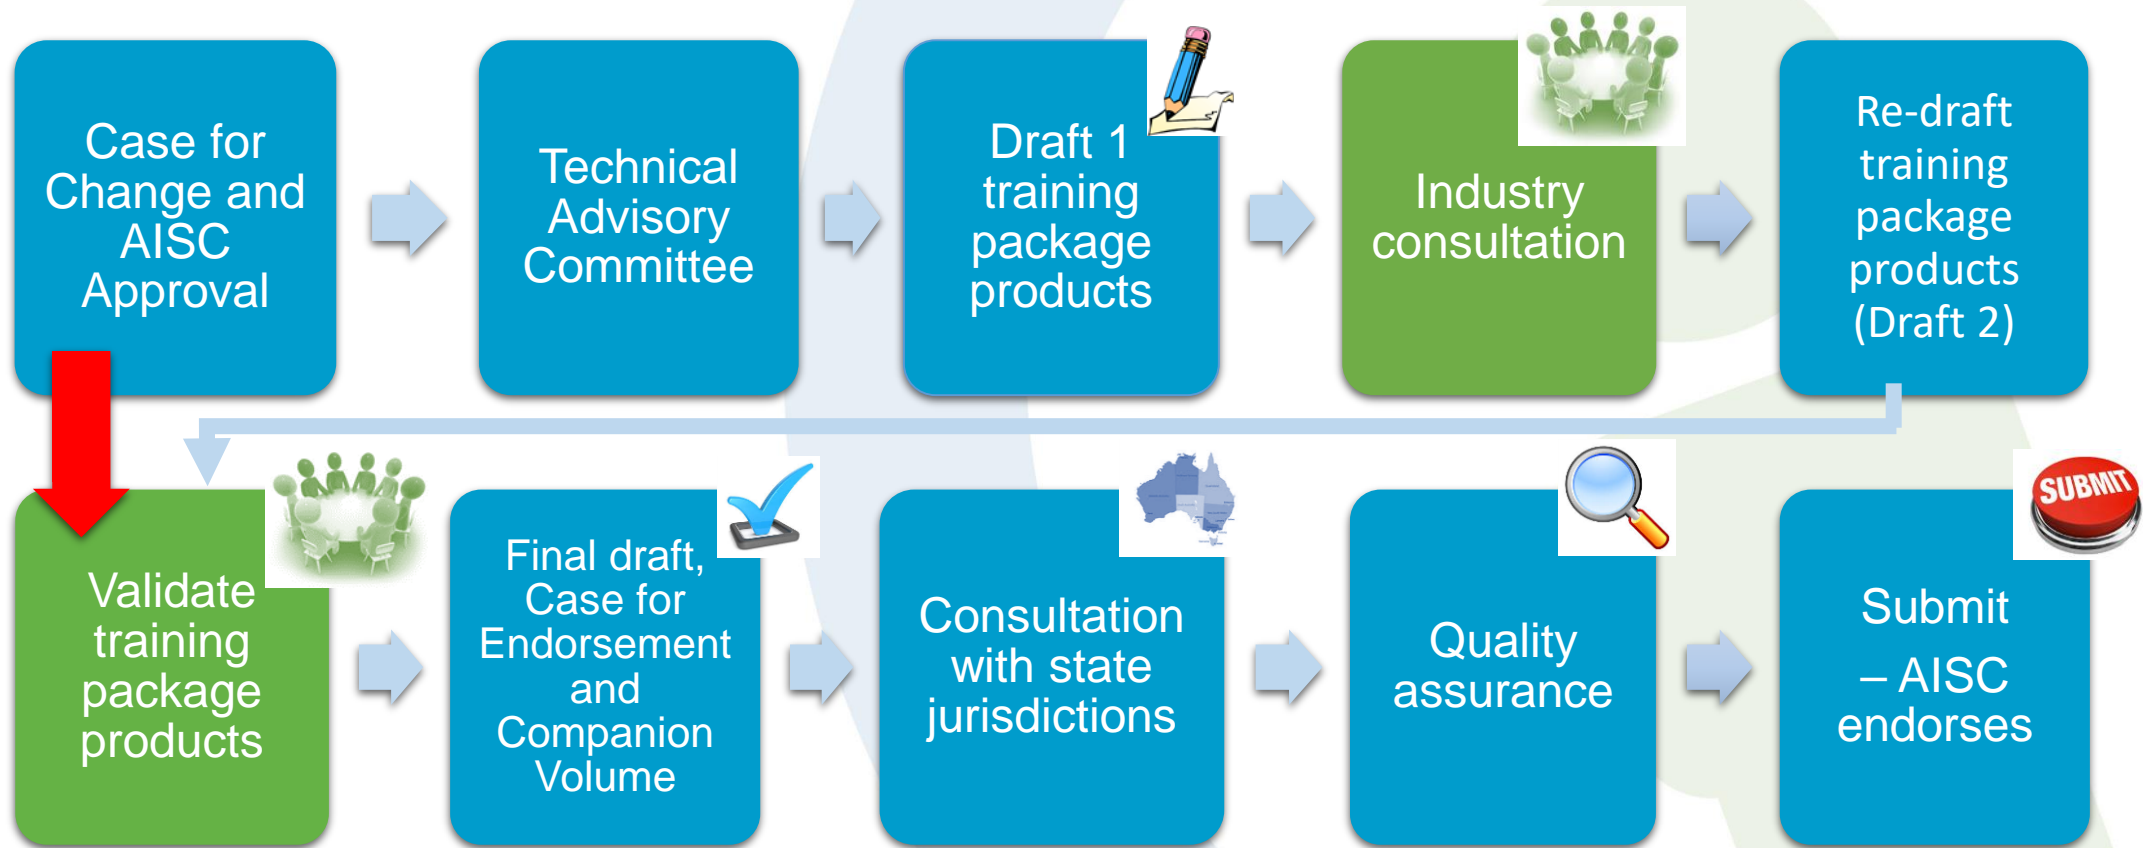 Case for
Change and
AISC
Approval
Technical
Advisory
Committee
Draft 1
training
package
products
Industry
consultation
Re-draft
training
package
products
(Draft 2)
Validate
training
package
products
Final draft,
Case for
Endorsement
and
Companion
Volume
Consultation
with state
jurisdictions
Quality
assurance
Submit
– AISC
endorses
SUBMIT